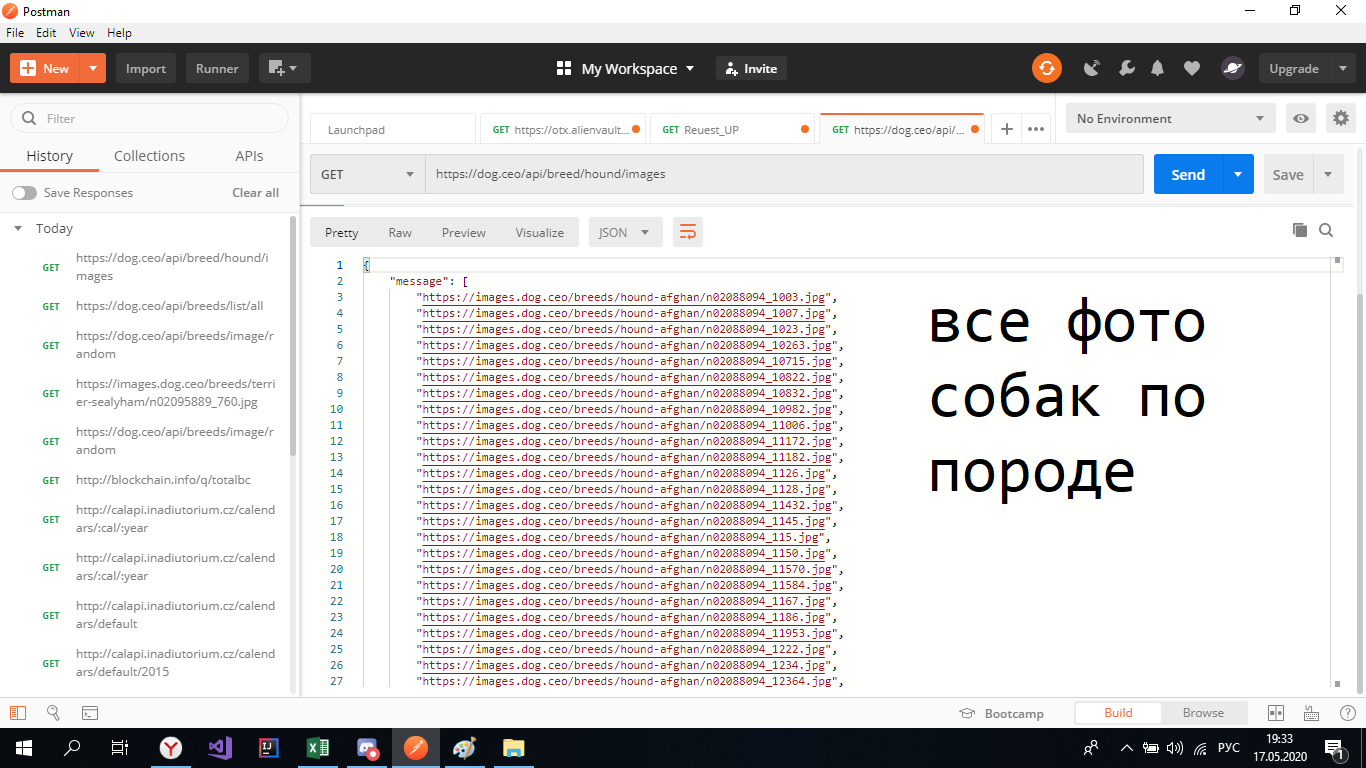 Postman
File Edit View Help
New Import Runner My Workspace Invite Upgrade
Filter
History Collections APIs
Save Responses Clear all
Today
GET https://dog.ceo/api/breed/hound/i
mages
GET https://dog.ceo/api/breeds/list/all
GET https://dog.ceo/api/breeds/image/r
andom
GET https://images.dog.ceo/breeds/terri
er-sealyham/n02095889_760.jpg
GET https://dog.ceo/api/breeds/image/r
andom
GET http://blockchain.info/q/totalbc
GET http://calapi.inadiutorium.cz/calend
ars/:cal/:year
GET http://calapi.inadiutorium.cz/calend
ars/:cal/:year
GET http://calapi.inadiutorium.cz/calend
ars/default
GET http://calapi.inadiutorium.cz/calend
ars/default/2015
Launchpad GET https://otx.alienvault... GET Reuest_UP GET https://dog.ceo/api/... No Environment
GET https://dog.ceo/api/breed/hound/images Send Save
Pretty Raw Preview Visualize JSON
1 {
2 "message": [
3 "https://images.dog.ceo/breeds/hound-afghan/n02088094_1003.jpg",
4 "https://images.dog.ceo/breeds/hound-afghan/n02088094_1007.jpg",
5 "https://images.dog.ceo/breeds/hound-afghan/n02088094_1023.jpg",
6 "https://images.dog.ceo/breeds/hound-afghan/n02088094_10263.jpg",
7 "https://images.dog.ceo/breeds/hound-afghan/n02088094_10715.jpg",
8 "https://images.dog.ceo/breeds/hound-afghan/n02088094_10822.jpg",
9 "https://images.dog.ceo/breeds/hound-afghan/n02088094_10832.jpg",
10 "https://images.dog.ceo/breeds/hound-afghan/n02088094_10982.jpg",
11 "https://images.dog.ceo/breeds/hound-afghan/n02088094_11006.jpg",
12 "https://images.dog.ceo/breeds/hound-afghan/n02088094_11172.jpg",
13 "https://images.dog.ceo/breeds/hound-afghan/n02088094_11182.jpg",
14 "https://images.dog.ceo/breeds/hound-afghan/n02088094_1126.jpg",
15 "https://images.dog.ceo/breeds/hound-afghan/n02088094_1128.jpg",
16 "https://images.dog.ceo/breeds/hound-afghan/n02088094_11432.jpg",
17 "https://images.dog.ceo/breeds/hound-afghan/n02088094_1145.jpg",
18 "https://images.dog.ceo/breeds/hound-afghan/n02088094_115.jpg",
19 "https://images.dog.ceo/breeds/hound-afghan/n02088094_1150.jpg",
20 "https://images.dog.ceo/breeds/hound-afghan/n02088094_11570.jpg",
21 "https://images.dog.ceo/breeds/hound-afghan/n02088094_11584.jpg",
22 "https://images.dog.ceo/breeds/hound-afghan/n02088094_1167.jpg",
23 "https://images.dog.ceo/breeds/hound-afghan/n02088094_1186.jpg",
24 "https://images.dog.ceo/breeds/hound-afghan/n02088094_11953.jpg",
25 "https://images.dog.ceo/breeds/hound-afghan/n02088094_1222.jpg",
26 "https://images.dog.ceo/breeds/hound-afghan/n02088094_1234.jpg",
27 "https://images.dog.ceo/breeds/hound-afghan/n02088094_12364.jpg",
все фото
собак по
породе
Bootcamp Build Browse
РУС 19:33
17.05.2020 1